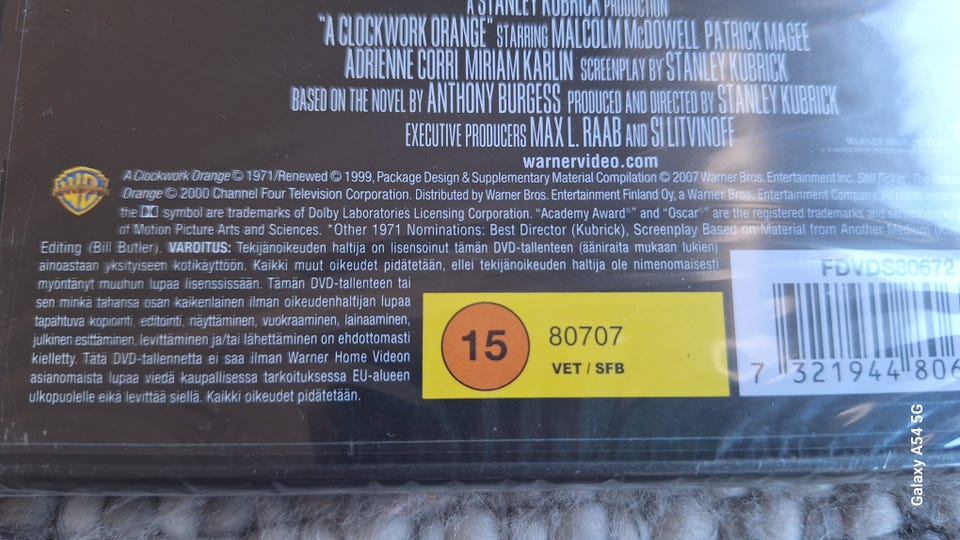 A STANLEY KUBRICK PRODUCTION
"A CLOCKWORK ORANGE" STARRING MALCOLM McDOWELL PATRICK MAGEE
ADRIENNE CORRI MIRIAM KARLIN SCREENPLAY BY STANLEY KUBRICK
BASED ON THE NOVEL BY ANTHONY BURGESS PRODUCED AND DIRECTED BY STANLEY KUBRICK
EXECUTIVE PRODUCERS MAX L. RAAB AND SI LITVINOFF
warnervideo.com
A Clockwork Orange © 1971/Renewed © 1999, Package Design & Supplementary Material Compilation © 2007 Warner Bros. Entertainment Inc. Still Tickin': The Return
Orange © 2000 Channel Four Television Corporation. Distributed by Warner Bros. Entertainment Finland Oy, a Warner Bros. Entertainment Company. All rights
the symbol are trademarks of Dolby Laboratories Licensing Corporation. "Academy Award®" and "Oscar®" are the registered trademarks and service marks
of Motion Picture Arts and Sciences. *Other 1971 Nominations: Best Director (Kubrick), Screenplay Based on Material from Another Medium
Editing (Bill Butler). VAROITUS: Tekijänoikeuden haltija on lisensoinut tämän DVD-tallenteen (ääniraita mukaan lukien)
ainoastaan yksityiseen kotikäyttöön. Kaikki muut oikeudet pidätetään, ellei tekijänoikeuden haltija ole nimenomaisesti
myöntänyt muuhun lupaa lisenssissään. Tämän DVD-tallenteen tai
sen minkä tahansa osan kaikenlainen ilman oikeudenhaltijan lupaa
tapahtuva kopiointi, editointi, näyttäminen, vuokraaminen, lainaaminen,
julkinen esittäminen, levittäminen ja/tai lähettäminen on ehdottomasti
kielletty. Tätä DVD-tallennetta ei saa ilman Warner Home Videon
asianomaista lupaa viedä kaupallisessa tarkoituksessa EU-alueen
ulkopuolelle eikä levittää siellä. Kaikki oikeudet pidätetään.
15
80707
VET / SFB
FDVDS80672
7 321944 806
Galaxy A54 5G